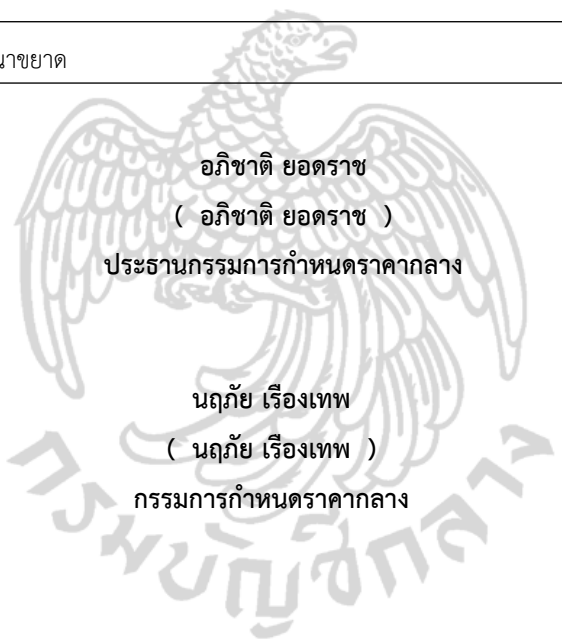 นาขยาด
อภิชาติ ยอดราช
( อภิชาติ ยอดราช )
ประธานกรรมการกำหนดราคากลาง
นฤภัย เรืองเทพ
( นฤภัย เรืองเทพ )
กรรมการกำหนดราคากลาง
กรมบัญชีกลาง